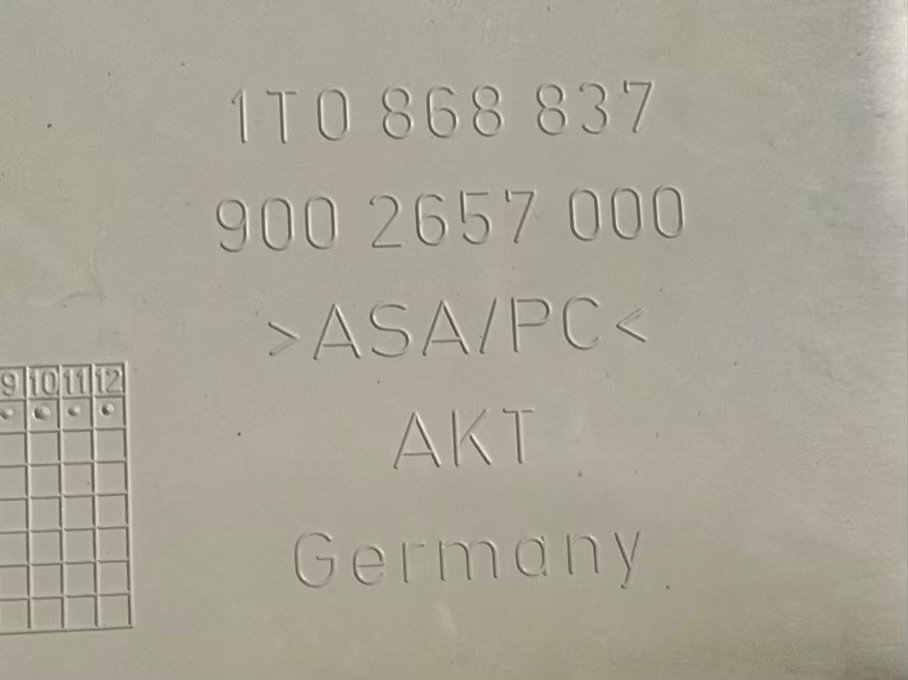 1T0 868 837
900 2657 000
>ASA/PC<
AKT
Germany
9 10 11 12